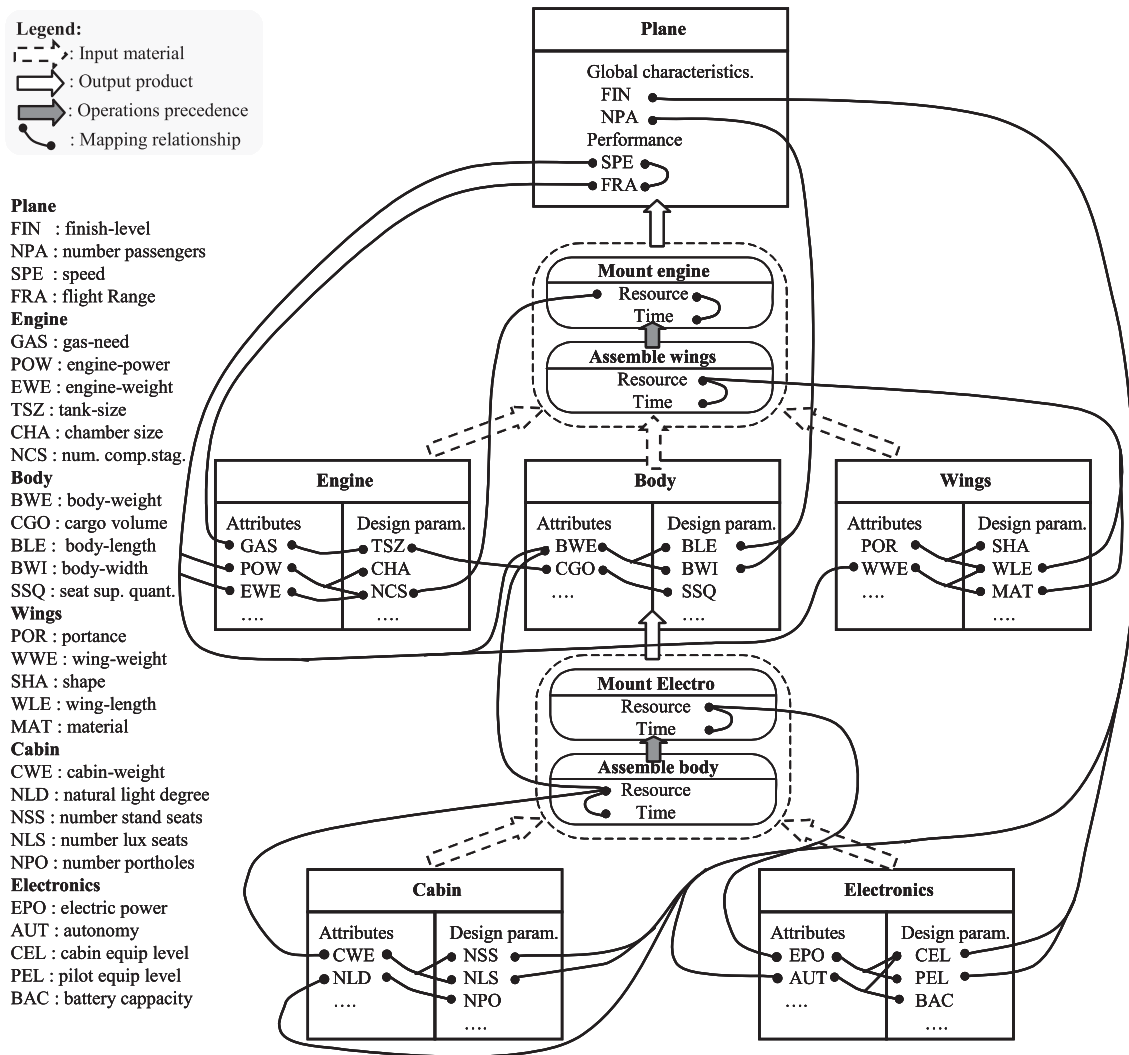 Legend:
: Input material
: Output product
: Operations precedence
: Mapping relationship
Plane
FIN : finish-level
NPA : number passengers
SPE : speed
FRA : flight Range
Engine
GAS : gas-need
POW : engine-power
EWE : engine-weight
TSZ : tank-size
CHA : chamber size
NCS : num. comp.stag.
Body
BWE : body-weight
CGO : cargo volume
BLE : body-length
BWI : body-width
SSQ : seat sup. quant.
Wings
POR : portance
WWE : wing-weight
SHA : shape
WLE : wing-length
MAT : material
Cabin
CWE : cabin-weight
NLD : natural light degree
NSS : number stand seats
NLS : number lux seats
NPO : number portholes
Electronics
EPO : electric power
AUT : autonomy
CEL : cabin equip level
PEL : pilot equip level
BAC : battery cappacity
Plane
Global characteristics.
FIN
NPA
Performance
SPE
FRA
Mount engine
Resource
Time
Assemble wings
Resource
Time
Engine
Attributes Design param.
GAS TSZ
POW CHA
EWE NCS
.... ....
Body
Attributes Design param.
BWE BLE
CGO BWI
.... SSQ
....
Wings
Attributes Design param.
POR SHA
WWE WLE
.... MAT
....
Mount Electro
Resource
Time
Assemble body
Resource
Time
Cabin
Attributes Design param.
CWE NSS
NLD NLS
.... NPO
....
Electronics
Attributes Design param.
EPO CEL
AUT PEL
.... BAC
....